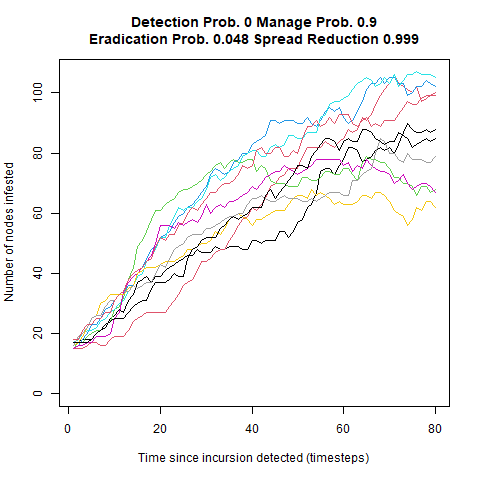 Detection Prob. 0 Manage Prob. 0.9
Eradication Prob. 0.048 Spread Reduction 0.999
Number of nodes infested
100
80
60
40
20
0
0 20 40 60 80
Time since incursion detected (timesteps)